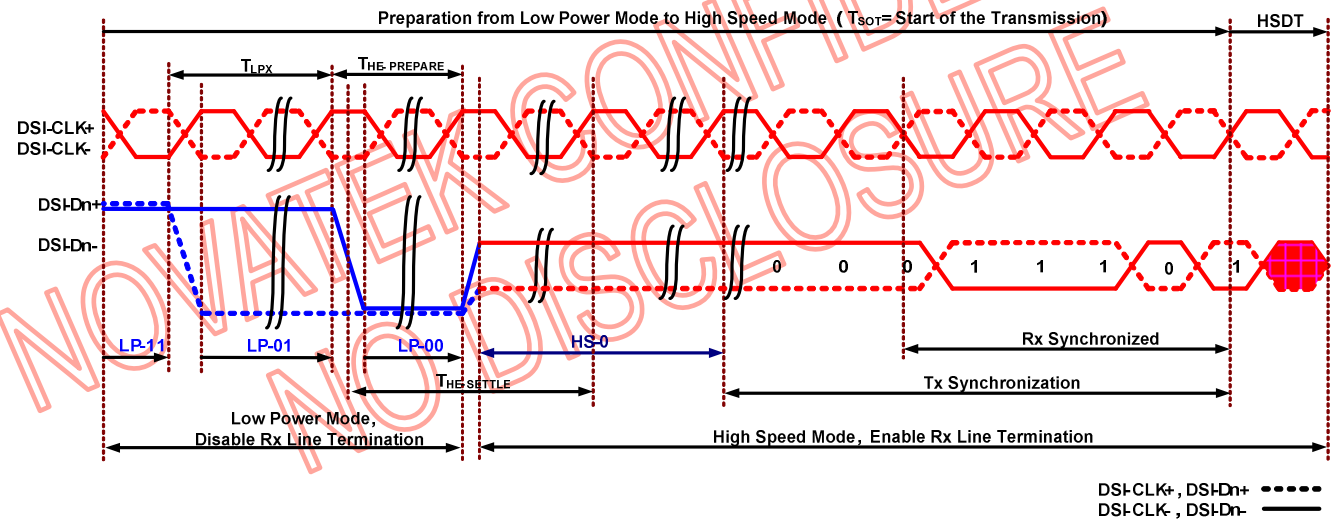 Preparation from Low Power Mode to High Speed Mode ( TSOT= Start of the Transmission)
HSDT
TLPX
THE-PREPARE
DSI-CLK+
DSI-CLK-
DSI-Dn+
DSI-Dn-
0 0 0 1 1 1 0 1
LP-11
LP-01
LP-00
HS-0
Rx Synchronized
THE-SETTLE
Tx Synchronization
Low Power Mode,
Disable Rx Line Termination
High Speed Mode, Enable Rx Line Termination
DSI-CLK+, DSI-Dn+
DSI-CLK-, DSI-Dn-
NOVATEK CONFIDE
NO DISCLOSURE